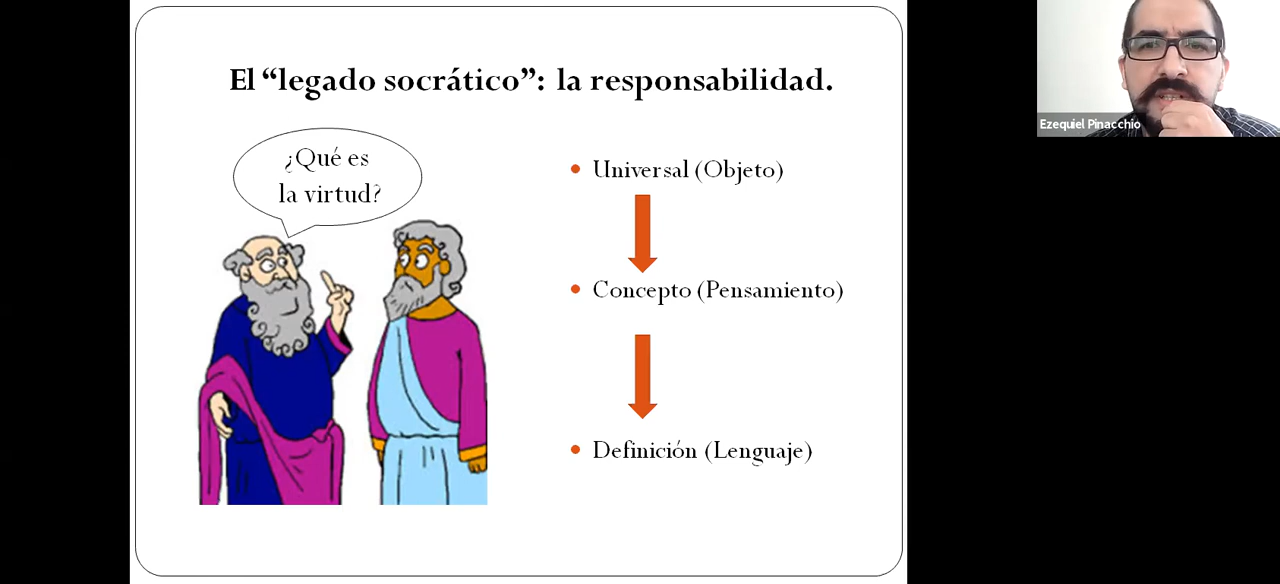 El “legado socrático”: la responsabilidad.
¿Qué es
la virtud?
• Universal (Objeto)
• Concepto (Pensamiento)
• Definición (Lenguaje)
Ezequiel Pinacchio